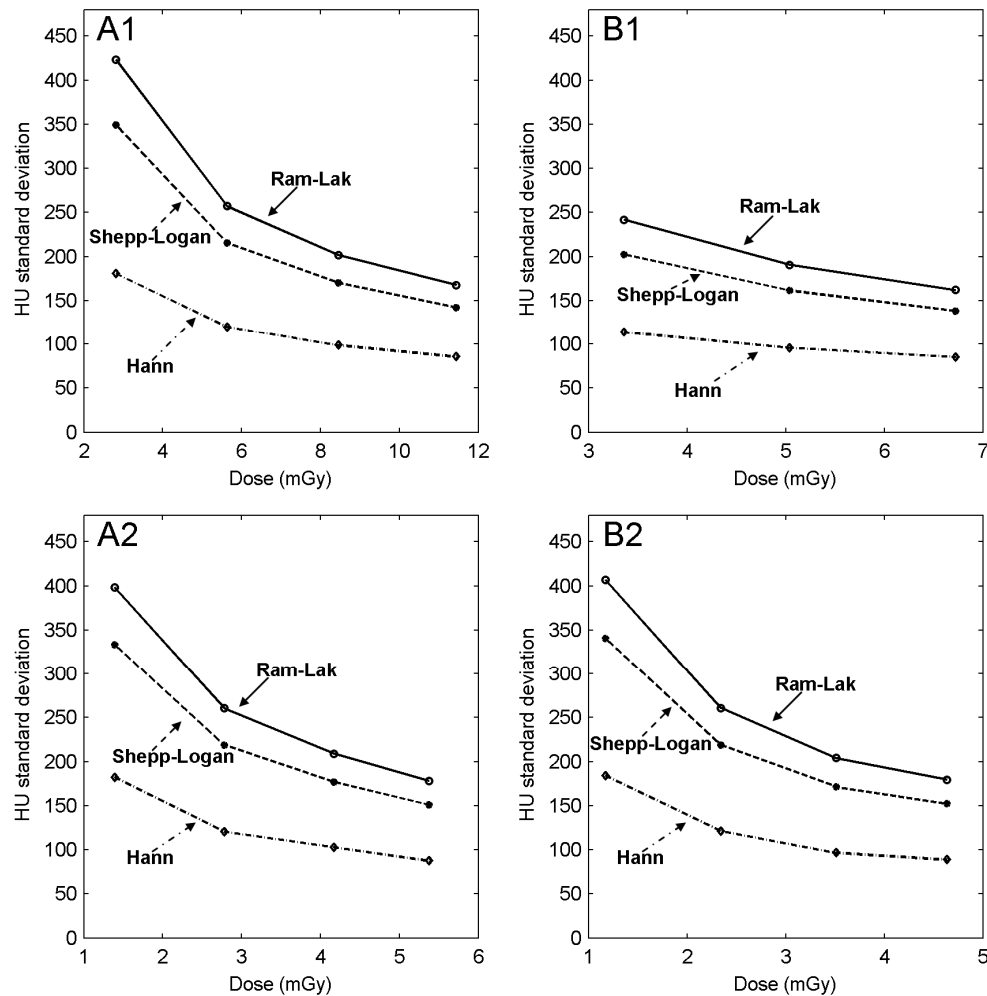 A1
450
400
350
300
250
200
150
100
50
0
HU standard deviation
Ram-Lak
Shepp-Logan
Hann
2 4 6 8 10 12
Dose (mGy)
B1
450
400
350
300
250
200
150
100
50
0
HU standard deviation
Ram-Lak
Shepp-Logan
Hann
3 4 5 6 7
Dose (mGy)
A2
450
400
350
300
250
200
150
100
50
0
HU standard deviation
Ram-Lak
Shepp-Logan
Hann
1 2 3 4 5 6
Dose (mGy)
B2
450
400
350
300
250
200
150
100
50
0
HU standard deviation
Ram-Lak
Shepp-Logan
Hann
1 2 3 4 5
Dose (mGy)